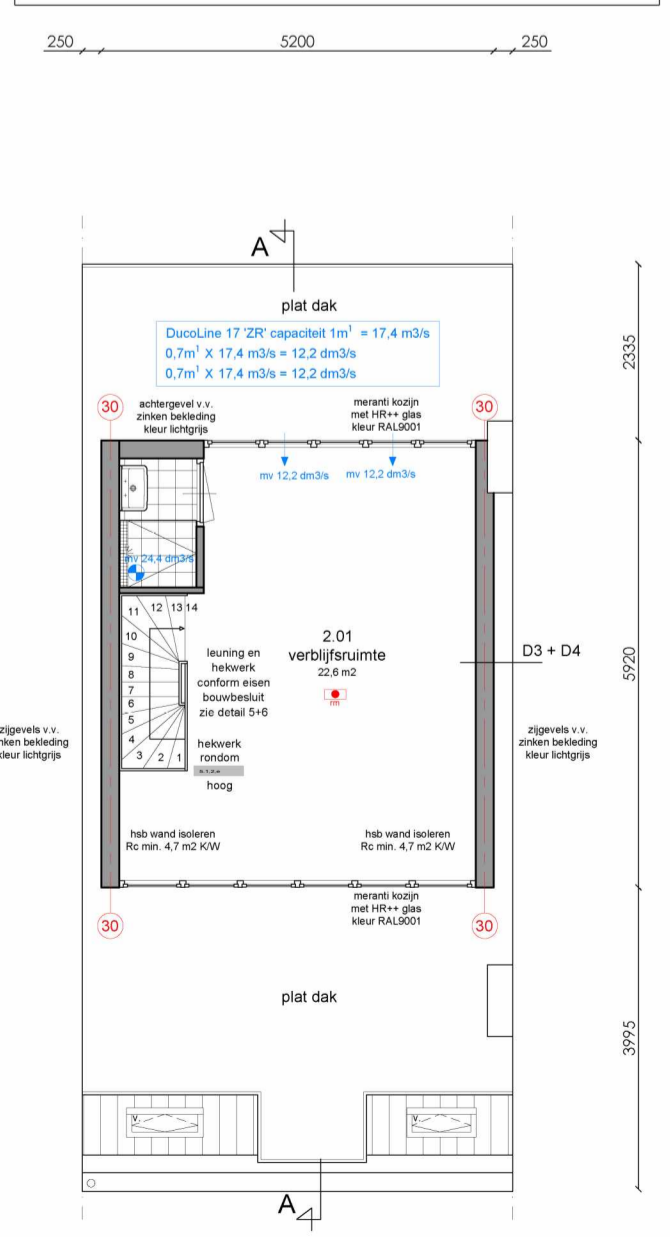 250
5200
250
A
plat dak
DucoLine 17 'ZR' capaciteit 1m¹ = 17,4 m3/s
0,7m¹ X 17,4 m3/s = 12,2 dm3/s
0,7m¹ X 17,4 m3/s = 12,2 dm3/s
2335
30
achtergevel v.v.
zinken bekleding
kleur lichtgrijs
meranti kozijn
met HR++ glas
kleur RAL9001
30
mv 12,2 dm3/s
mv 12,2 dm3/s
mv 24,4 dm3/s
11
12
13
14
10
9
8
7
6
5
4
3
2
1
leuning en
hekwerk
conform eisen
bouwbesluit
zie detail 5+6
hekwerk
rondom
5.1.2.e
hoog
2.01
verblijfsruimte
22,6 m2
rm
D3 + D4
5920
zijgevels v.v.
nken bekleding
kleur lichtgrijs
zijgevels v.v.
zinken bekleding
kleur lichtgrijs
hsb wand isoleren
Rc min. 4,7 m2 K/W
hsb wand isoleren
Rc min. 4,7 m2 K/W
30
meranti kozijn
met HR++ glas
kleur RAL9001
30
plat dak
3995
v.
v.
A